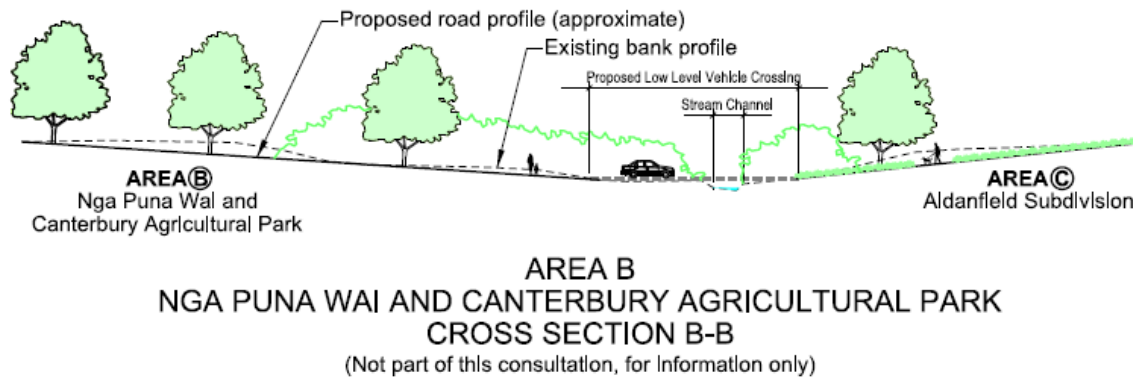 Proposed road profile (approximate)
Existing bank profile
Proposed Low Level Vehicle Crossing
Stream Channel
AREA B
Nga Puna Wai and
Canterbury Agricultural Park
AREA C
Aidanfield Subdivision
AREA B
NGA PUNA WAI AND CANTERBURY AGRICULTURAL PARK
CROSS SECTION B-B
(Not part of this consultation, for information only)